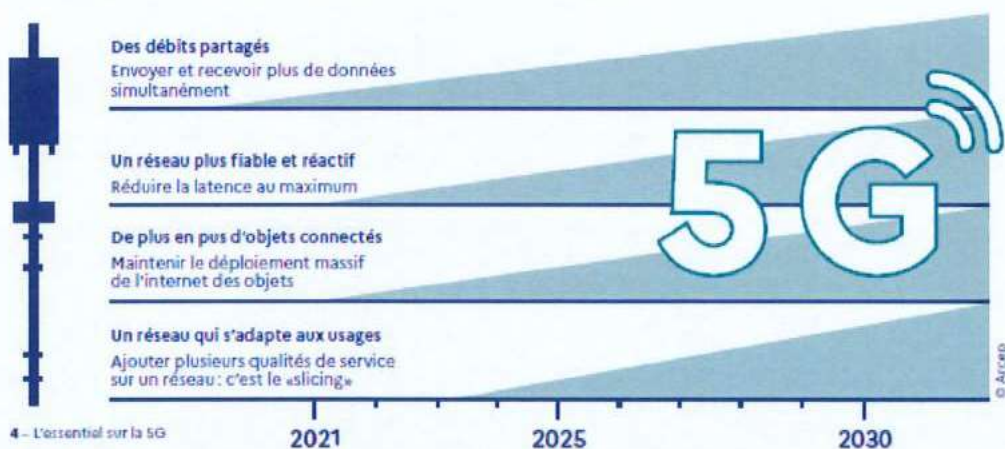 Des débits partagés
Envoyer et recevoir plus de données
simultanément
Un réseau plus fiable et réactif
Réduire la latence au maximum
De plus en pus d'objets connectés
Maintenir le déploiement massif
de l'internet des objets
Un réseau qui s'adapte aux usages
Ajouter plusieurs qualités de service
sur un réseau : c'est le «slicing»
5G
© Arcep
4 – L'essentiel sur la 5G
2021
2025
2030